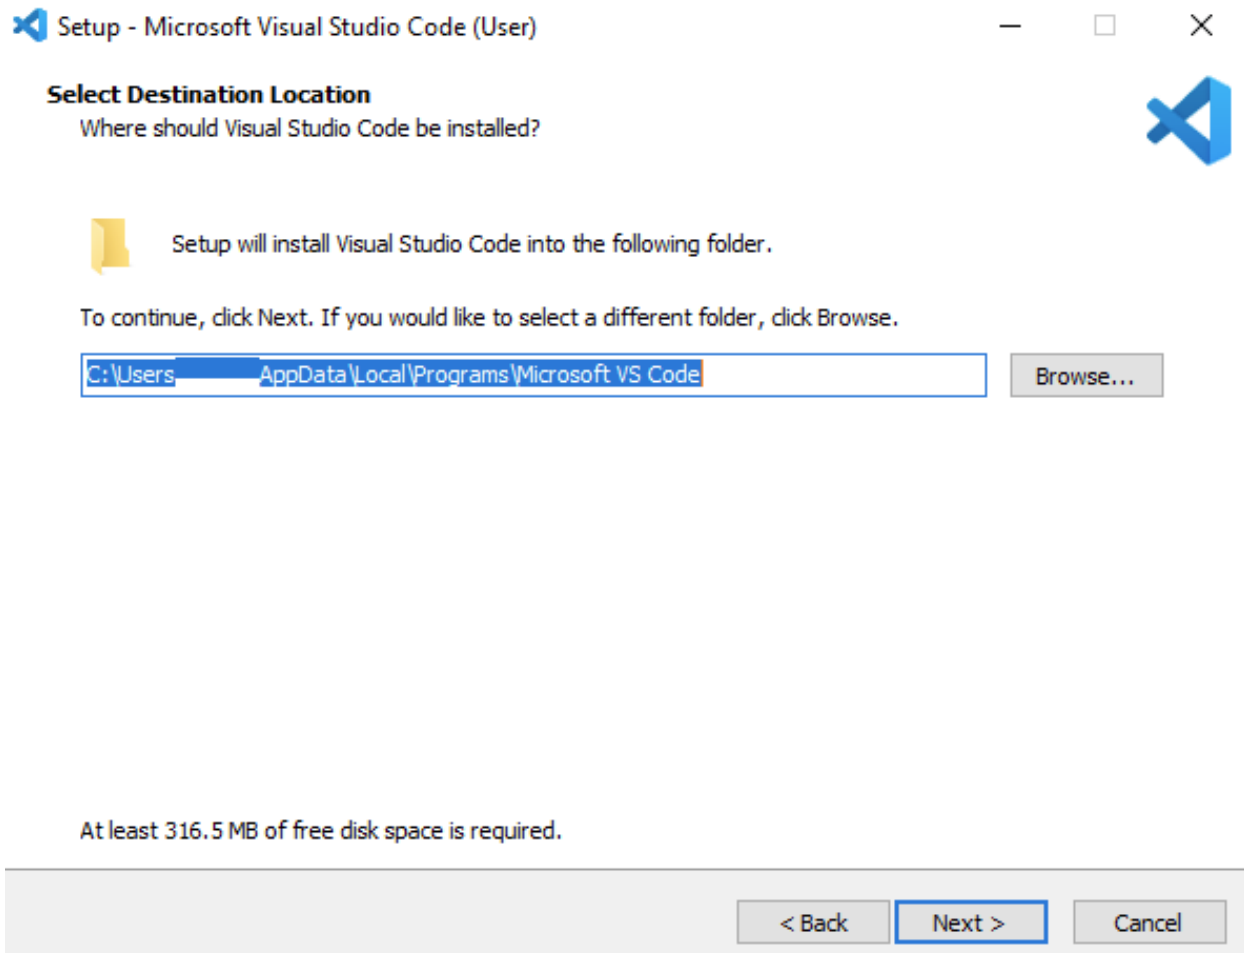 Setup - Microsoft Visual Studio Code (User)
Select Destination Location
Where should Visual Studio Code be installed?
Setup will install Visual Studio Code into the following folder.
To continue, click Next. If you would like to select a different folder, click Browse.
C:\Users AppData\Local\Programs\Microsoft VS Code
Browse...
At least 316.5 MB of free disk space is required.
< Back
Next >
Cancel